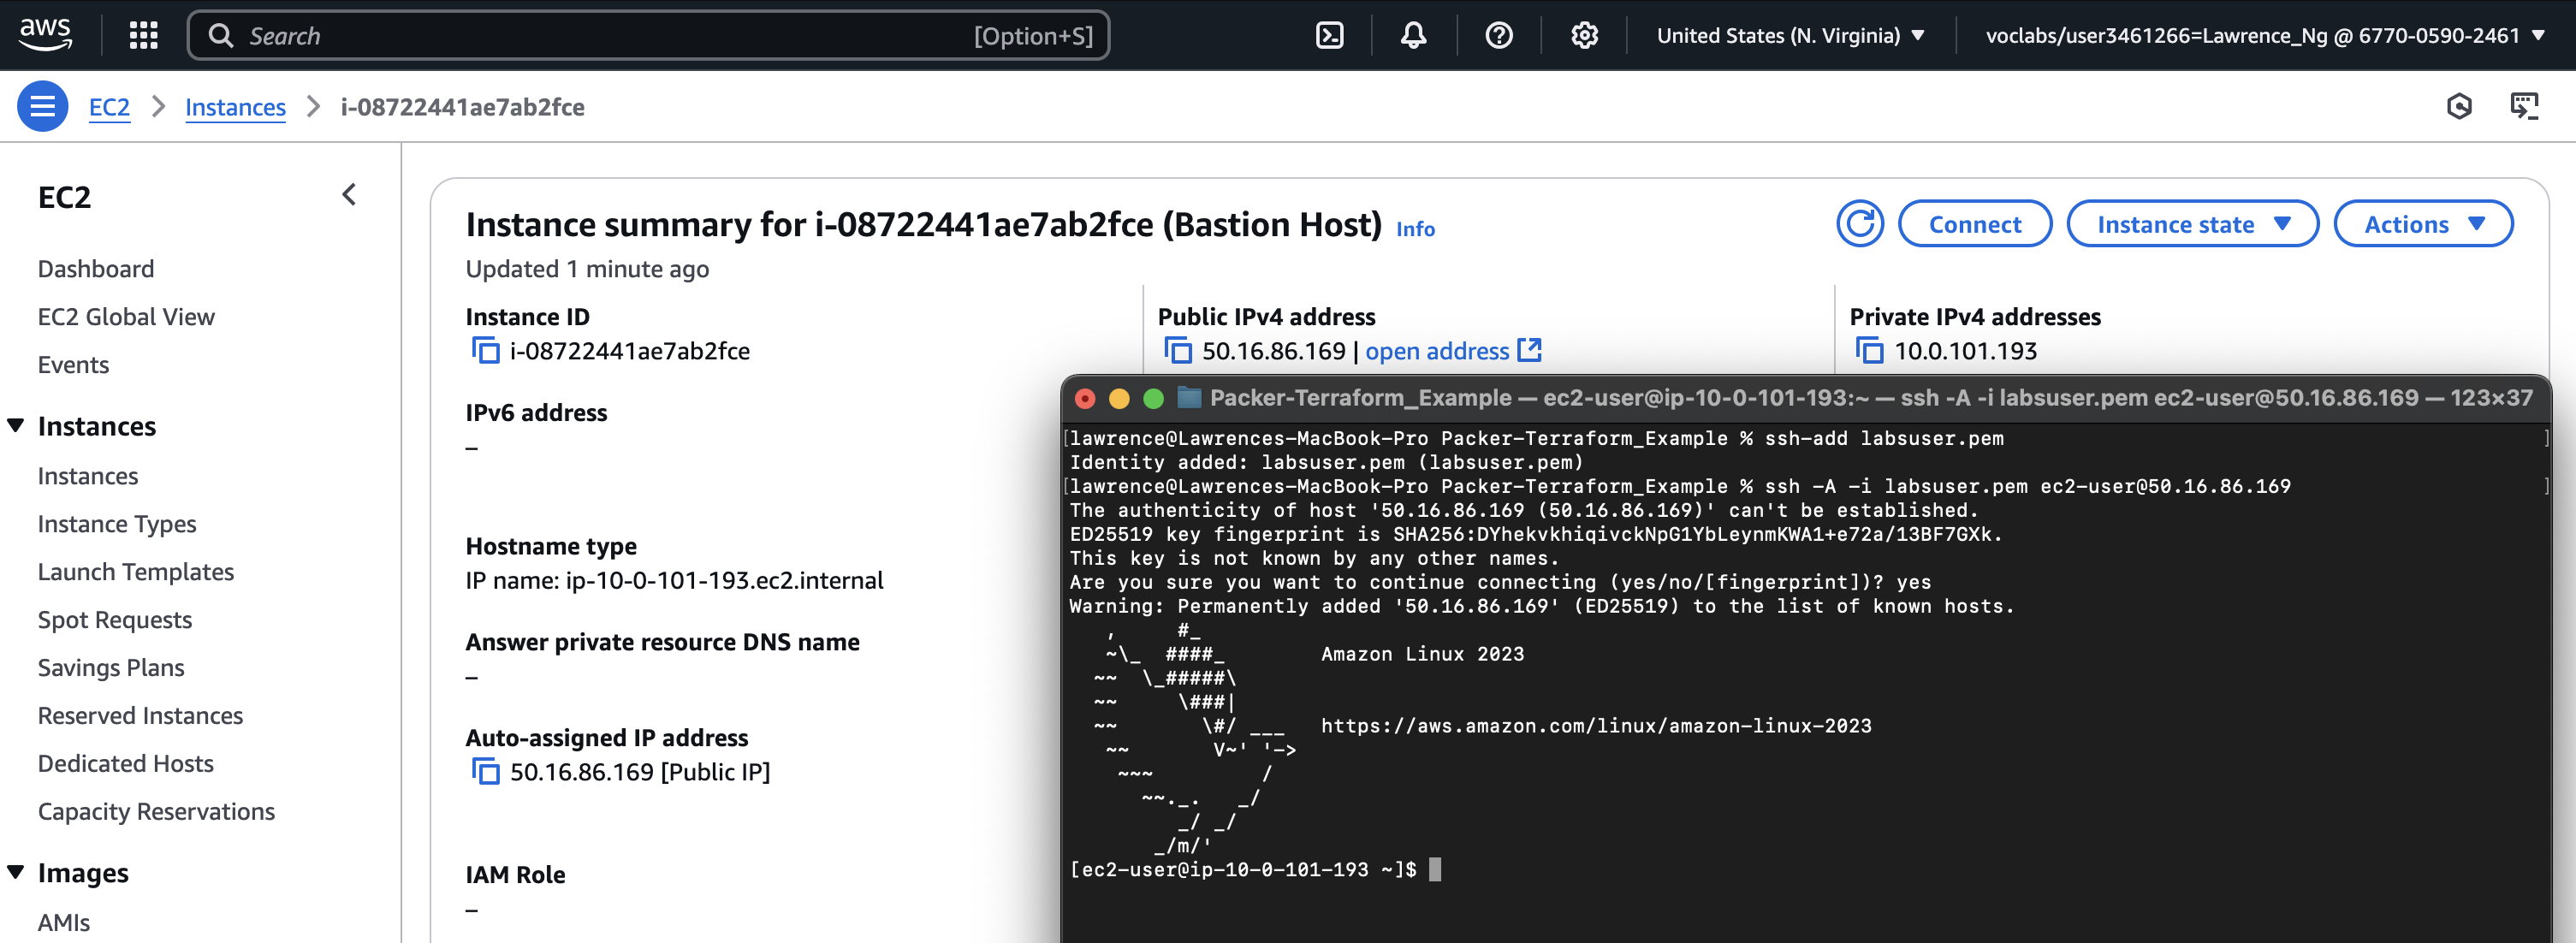 aws
Search [Option+S]
United States (N. Virginia)
voclabs/user3461266=Lawrence_Ng @ 6770-0590-2461
EC2 > Instances > i-08722441ae7ab2fce
EC2
Dashboard
EC2 Global View
Events
Instances
Instances
Instance Types
Launch Templates
Spot Requests
Savings Plans
Reserved Instances
Dedicated Hosts
Capacity Reservations
Images
AMIs
Instance summary for i-08722441ae7ab2fce (Bastion Host) Info
Updated 1 minute ago
Connect
Instance state
Actions
Instance ID
i-08722441ae7ab2fce
Public IPv4 address
50.16.86.169 | open address
Private IPv4 addresses
10.0.101.193
IPv6 address
–
Hostname type
IP name: ip-10-0-101-193.ec2.internal
Answer private resource DNS name
–
Auto-assigned IP address
50.16.86.169 [Public IP]
IAM Role
–
Packer-Terraform_Example — ec2-user@ip-10-0-101-193:~ — ssh -A -i labsuser.pem ec2-user@50.16.86.169 — 123×37
[lawrence@Lawrences-MacBook-Pro Packer-Terraform_Example % ssh-add labsuser.pem ]
Identity added: labsuser.pem (labsuser.pem)
[lawrence@Lawrences-MacBook-Pro Packer-Terraform_Example % ssh -A -i labsuser.pem ec2-user@50.16.86.169 ]
The authenticity of host '50.16.86.169 (50.16.86.169)' can't be established.
ED25519 key fingerprint is SHA256:DYhekvkhiqivckNpG1YbLeynmKWA1+e72a/13BF7GXk.
This key is not known by any other names.
Are you sure you want to continue connecting (yes/no/[fingerprint])? yes
Warning: Permanently added '50.16.86.169' (ED25519) to the list of known hosts.
   ,     #_
   ~\_  ####_        Amazon Linux 2023
  ~~  \_#####\
  ~~     \###|
  ~~       \#/ ___   https://aws.amazon.com/linux/amazon-linux-2023
   ~~       V~' '->
    ~~~         /
      ~~._.   _/
         _/ _/
       _/m/'
[ec2-user@ip-10-0-101-193 ~]$